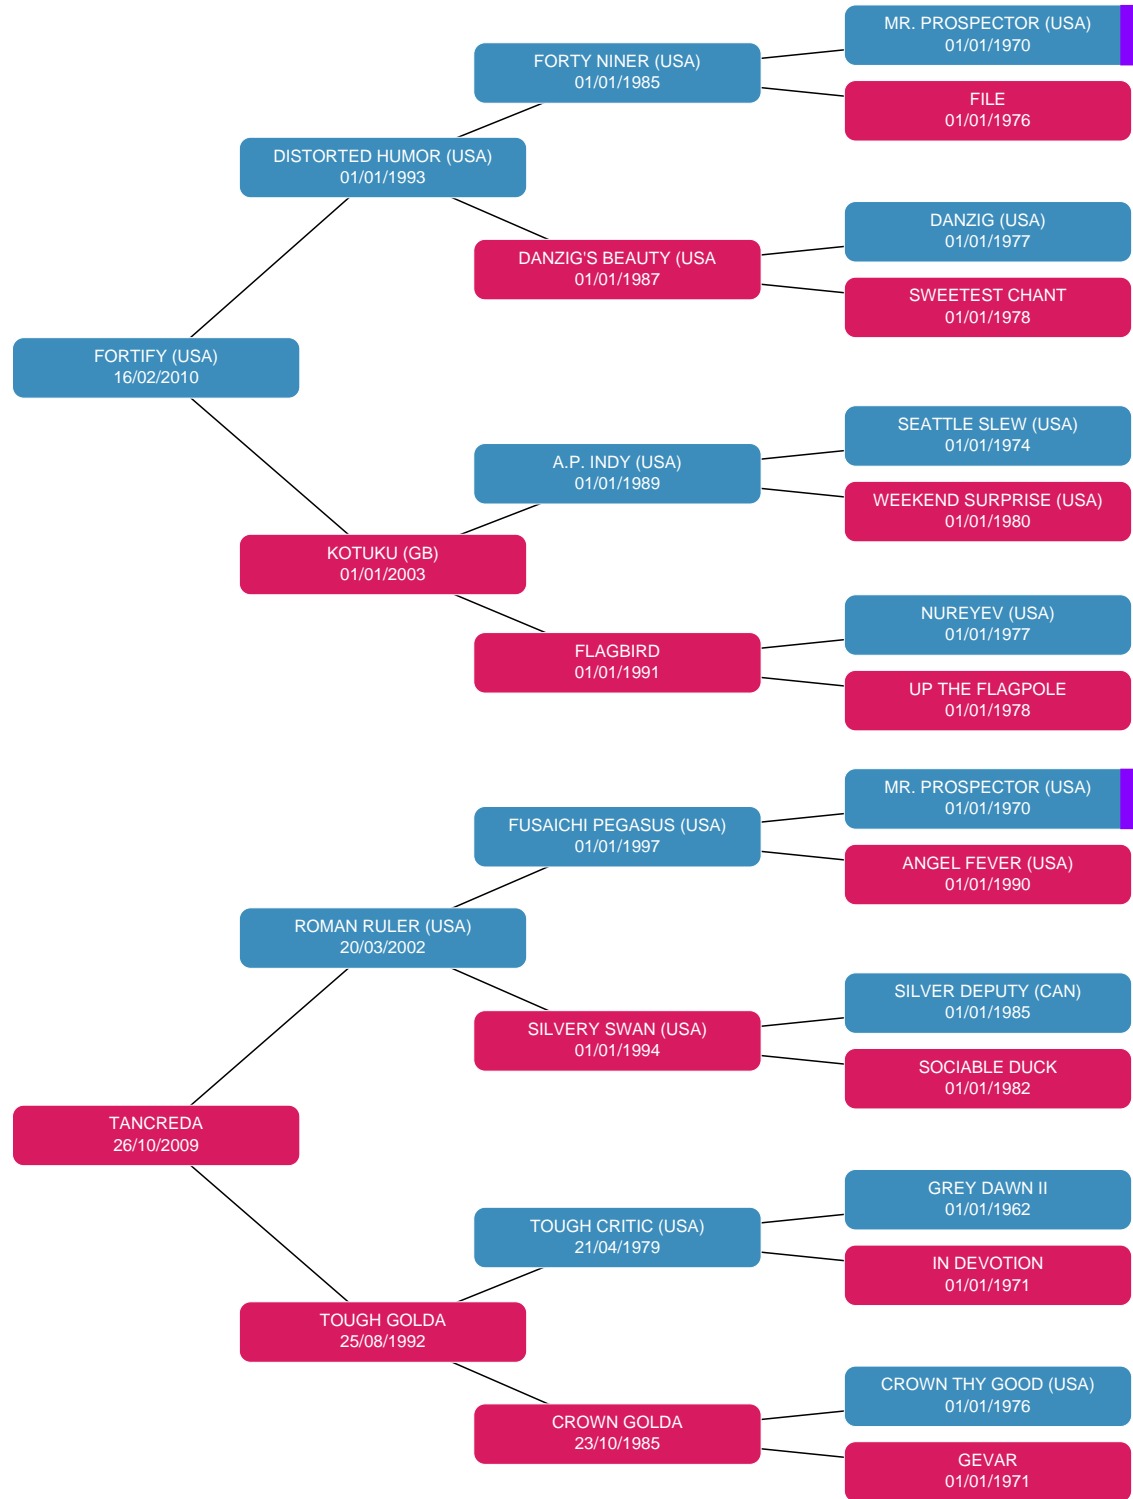 MR. PROSPECTOR (USA)
01/01/1970
FORTY NINER (USA)
01/01/1985
FILE
01/01/1976
DISTORTED HUMOR (USA)
01/01/1993
DANZIG (USA)
01/01/1977
DANZIG'S BEAUTY (USA
01/01/1987
SWEETEST CHANT
01/01/1978
FORTIFY (USA)
16/02/2010
SEATTLE SLEW (USA)
01/01/1974
A.P. INDY (USA)
01/01/1989
WEEKEND SURPRISE (USA)
01/01/1980
KOTUKU (GB)
01/01/2003
NUREYEV (USA)
01/01/1977
FLAGBIRD
01/01/1991
UP THE FLAGPOLE
01/01/1978
MR. PROSPECTOR (USA)
01/01/1970
FUSAICHI PEGASUS (USA)
01/01/1997
ANGEL FEVER (USA)
01/01/1990
ROMAN RULER (USA)
20/03/2002
SILVER DEPUTY (CAN)
01/01/1985
SILVERY SWAN (USA)
01/01/1994
SOCIABLE DUCK
01/01/1982
TANCREDA
26/10/2009
GREY DAWN II
01/01/1962
TOUGH CRITIC (USA)
21/04/1979
IN DEVOTION
01/01/1971
TOUGH GOLDA
25/08/1992
CROWN THY GOOD (USA)
01/01/1976
CROWN GOLDA
23/10/1985
GEVAR
01/01/1971